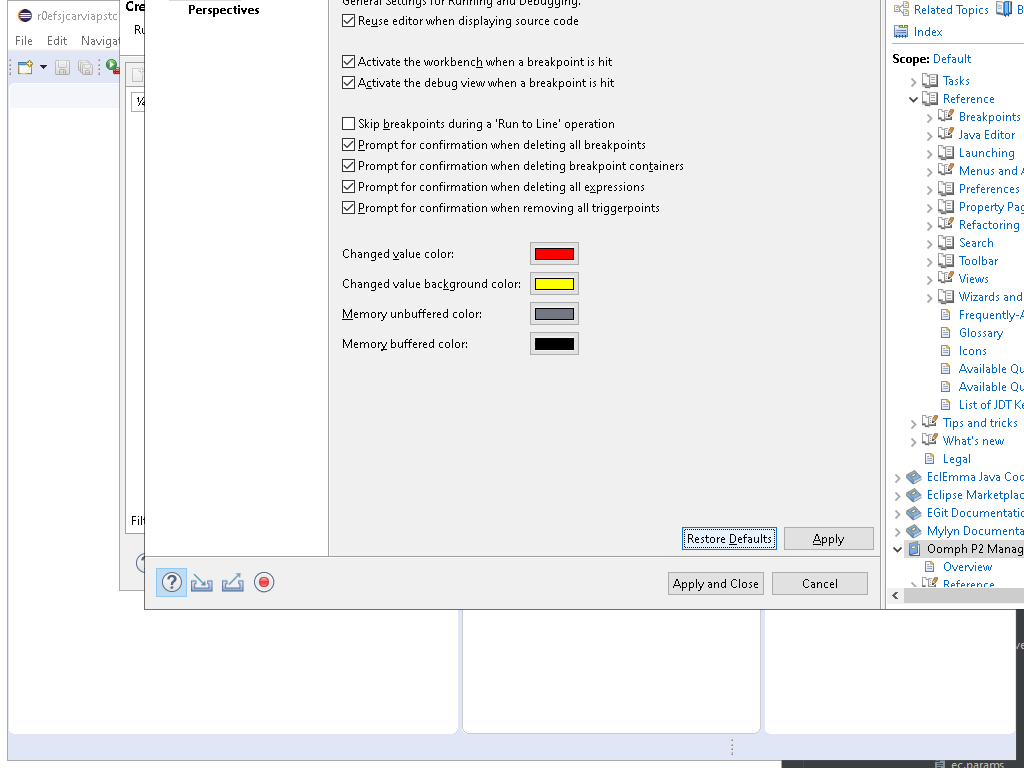 r0efsjcarviapstc
File Edit Navigat
Cre
Ru
Filt
Perspectives
General Settings for Running and Debugging.
Reuse editor when displaying source code
Activate the workbench when a breakpoint is hit
Activate the debug view when a breakpoint is hit
Skip breakpoints during a 'Run to Line' operation
Prompt for confirmation when deleting all breakpoints
Prompt for confirmation when deleting breakpoint containers
Prompt for confirmation when deleting all expressions
Prompt for confirmation when removing all triggerpoints
Changed value color:
Changed value background color:
Memory unbuffered color:
Memory buffered color:
Restore Defaults Apply
Apply and Close Cancel
Related Topics B
Index
Scope: Default
Tasks
Reference
Breakpoints
Java Editor
Launching
Menus and A
Preferences
Property Pag
Refactoring
Search
Toolbar
Views
Wizards and
Frequently-A
Glossary
Icons
Available Qu
Available Qu
List of JDT Ke
Tips and tricks
What's new
Legal
EclEmma Java Coc
Eclipse Marketplac
EGit Documentatic
Mylyn Documenta
Oomph P2 Manag
Overview
Reference
ve
ec.params